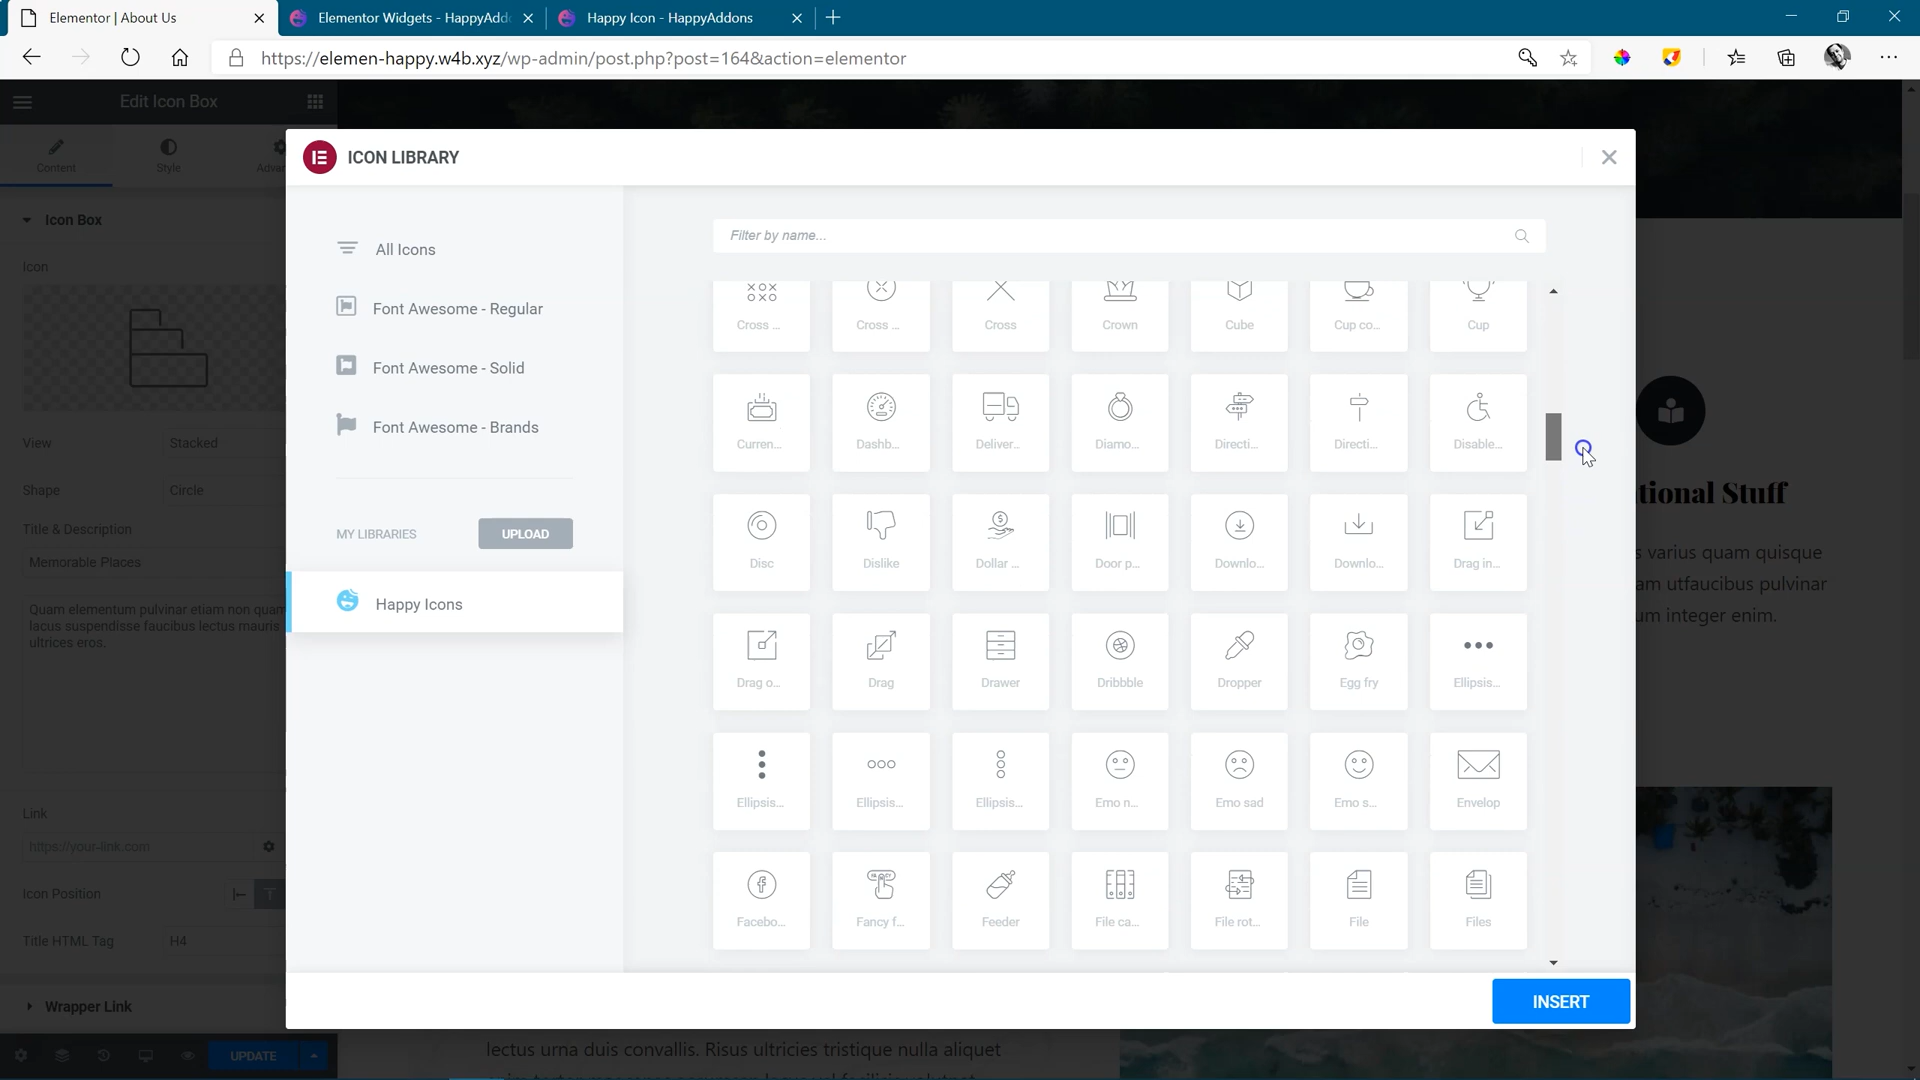 Elementor | About Us
Elementor Widgets - HappyAdd
Happy Icon - HappyAddons
https://elemen-happy.w4b.xyz/wp-admin/post.php?post=164&action=elementor
Edit Icon Box
Content
Style
Advan
ICON LIBRARY
Icon Box
Icon
View
Stacked
Shape
Circle
Title & Description
Memorable Places
Quam elementum pulvinar etiam non quam
lacus suspendisse faucibus lectus mauris
ultrices eros.
Link
https://your-link.com
Icon Position
Title HTML Tag
H4
Wrapper Link
UPDATE
All Icons
Font Awesome - Regular
Font Awesome - Solid
Font Awesome - Brands
MY LIBRARIES
UPLOAD
Happy Icons
Filter by name...
Cross ...
Cross ...
Cross
Crown
Cube
Cup co...
Cup
Curren...
Dashb...
Deliver...
Diamo...
Directi...
Directi...
Disable...
Disc
Dislike
Dollar ...
Door p...
Downlo...
Downlo...
Drag in...
Drag o...
Drag
Drawer
Dribbble
Dropper
Egg fry
Ellipsis...
Ellipsis...
Ellipsis...
Ellipsis...
Emo n...
Emo sad
Emo s...
Envelop
FANCY
Facebo...
Fancy f...
Feeder
File ca...
File rot...
File
Files
INSERT
tional Stuff
s varius quam quisque
am utfaucibus pulvinar
um integer enim.
lectus urna duis convallis. Risus ultricies tristique nulla aliquet